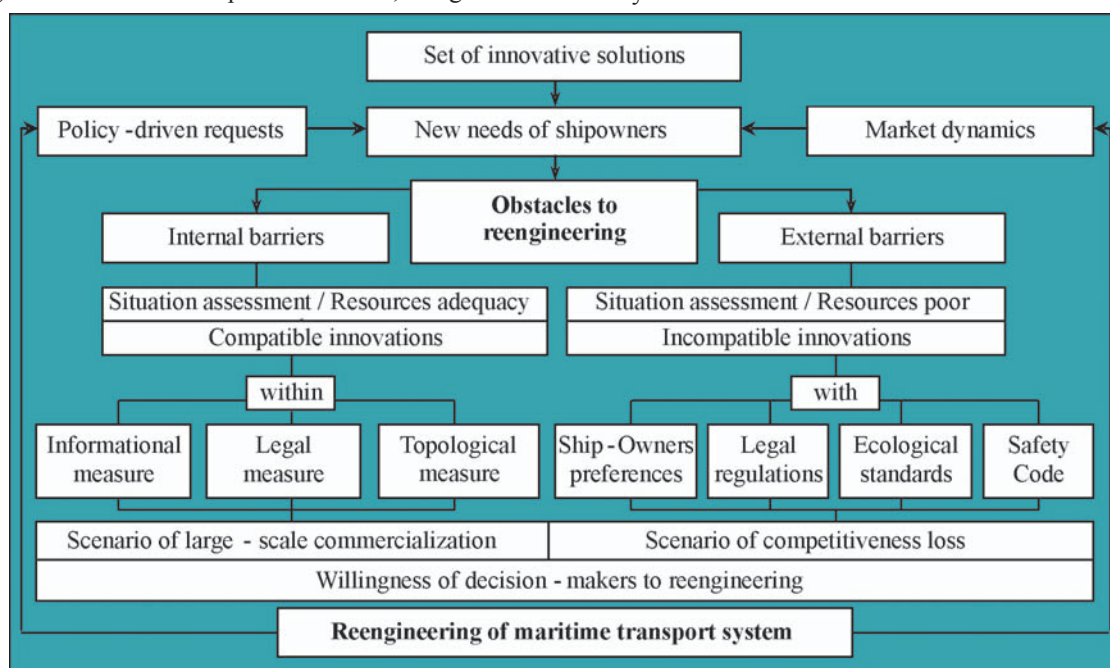 Set of innovative solutions
Policy -driven requests
New needs of shipowners
Market dynamics
Obstacles to
reengineering
Internal barriers
External barriers
Situation assessment / Resources adequacy
Compatible innovations
Situation assessment / Resources poor
Incompatible innovations
within
with
Informational
measure
Legal
measure
Topological
measure
Ship - Owners
preferences
Legal
regulations
Ecological
standards
Safety
Code
Scenario of large - scale commercialization
Scenario of competitiveness loss
Willingness of decision - makers to reengineering
Reengineering of maritime transport system